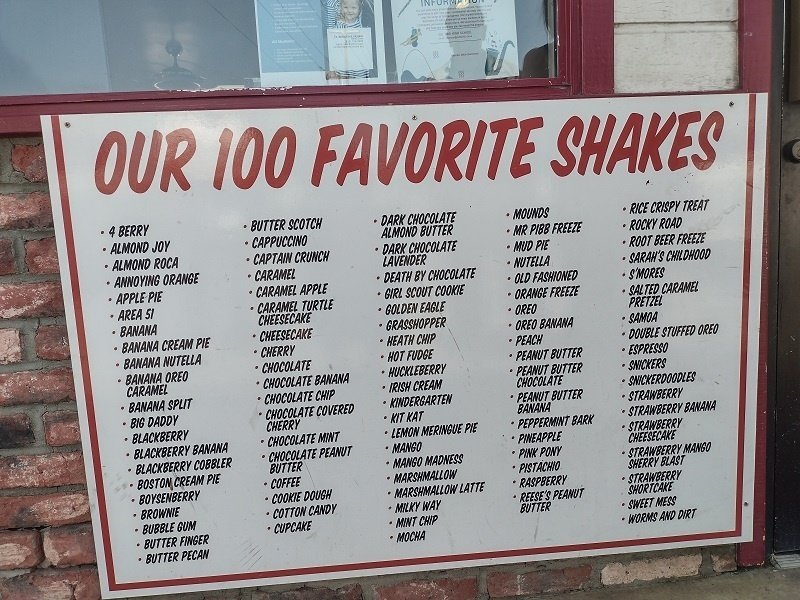 INFORMATION
OUR 100 FAVORITE SHAKES
• 4 BERRY
• ALMOND JOY
• ALMOND ROCA
• ANNOYING ORANGE
• APPLE PIE
• AREA 51
• BANANA
• BANANA CREAM PIE
• BANANA NUTELLA
• BANANA OREO
CARAMEL
• BANANA SPLIT
• BIG DADDY
• BLACKBERRY
• BLACKBERRY BANANA
• BLACKBERRY COBBLER
• BOSTON CREAM PIE
• BOYSENBERRY
• BROWNIE
• BUBBLE GUM
• BUTTER FINGER
• BUTTER PECAN
• BUTTER SCOTCH
• CAPPUCCINO
• CAPTAIN CRUNCH
• CARAMEL
• CARAMEL APPLE
• CARAMEL TURTLE
CHEESECAKE
• CHEESECAKE
• CHERRY
• CHOCOLATE
• CHOCOLATE BANANA
• CHOCOLATE CHIP
• CHOCOLATE COVERED
CHERRY
• CHOCOLATE MINT
• CHOCOLATE PEANUT
BUTTER
• COFFEE
• COOKIE DOUGH
• COTTON CANDY
• CUPCAKE
• DARK CHOCOLATE
ALMOND BUTTER
• DARK CHOCOLATE
LAVENDER
• DEATH BY CHOCOLATE
• GIRL SCOUT COOKIE
• GOLDEN EAGLE
• GRASSHOPPER
• HEATH CHIP
• HOT FUDGE
• HUCKLEBERRY
• IRISH CREAM
• KINDERGARTEN
• KIT KAT
• LEMON MERINGUE PIE
• MANGO
• MANGO MADNESS
• MARSHMALLOW
• MARSHMALLOW LATTE
• MILKY WAY
• MINT CHIP
• MOCHA
• MOUNDS
• MR PIBB FREEZE
• MUD PIE
• NUTELLA
• OLD FASHIONED
• ORANGE FREEZE
• OREO
• OREO BANANA
• PEACH
• PEANUT BUTTER
• PEANUT BUTTER
CHOCOLATE
• PEANUT BUTTER
BANANA
• PEPPERMINT BARK
• PINEAPPLE
• PINK PONY
• PISTACHIO
• RASPBERRY
• REESE'S PEANUT
BUTTER
• RICE CRISPY TREAT
• ROCKY ROAD
• ROOT BEER FREEZE
• SARAH'S CHILDHOOD
• S'MORES
• SALTED CARAMEL
PRETZEL
• SAMOA
• DOUBLE STUFFED OREO
• ESPRESSO
• SNICKERS
• SNICKERDOODLES
• STRAWBERRY
• STRAWBERRY BANANA
• STRAWBERRY
CHEESECAKE
• STRAWBERRY MANGO
SHERRY BLAST
• STRAWBERRY
SHORTCAKE
• SWEET MESS
• WORMS AND DIRT